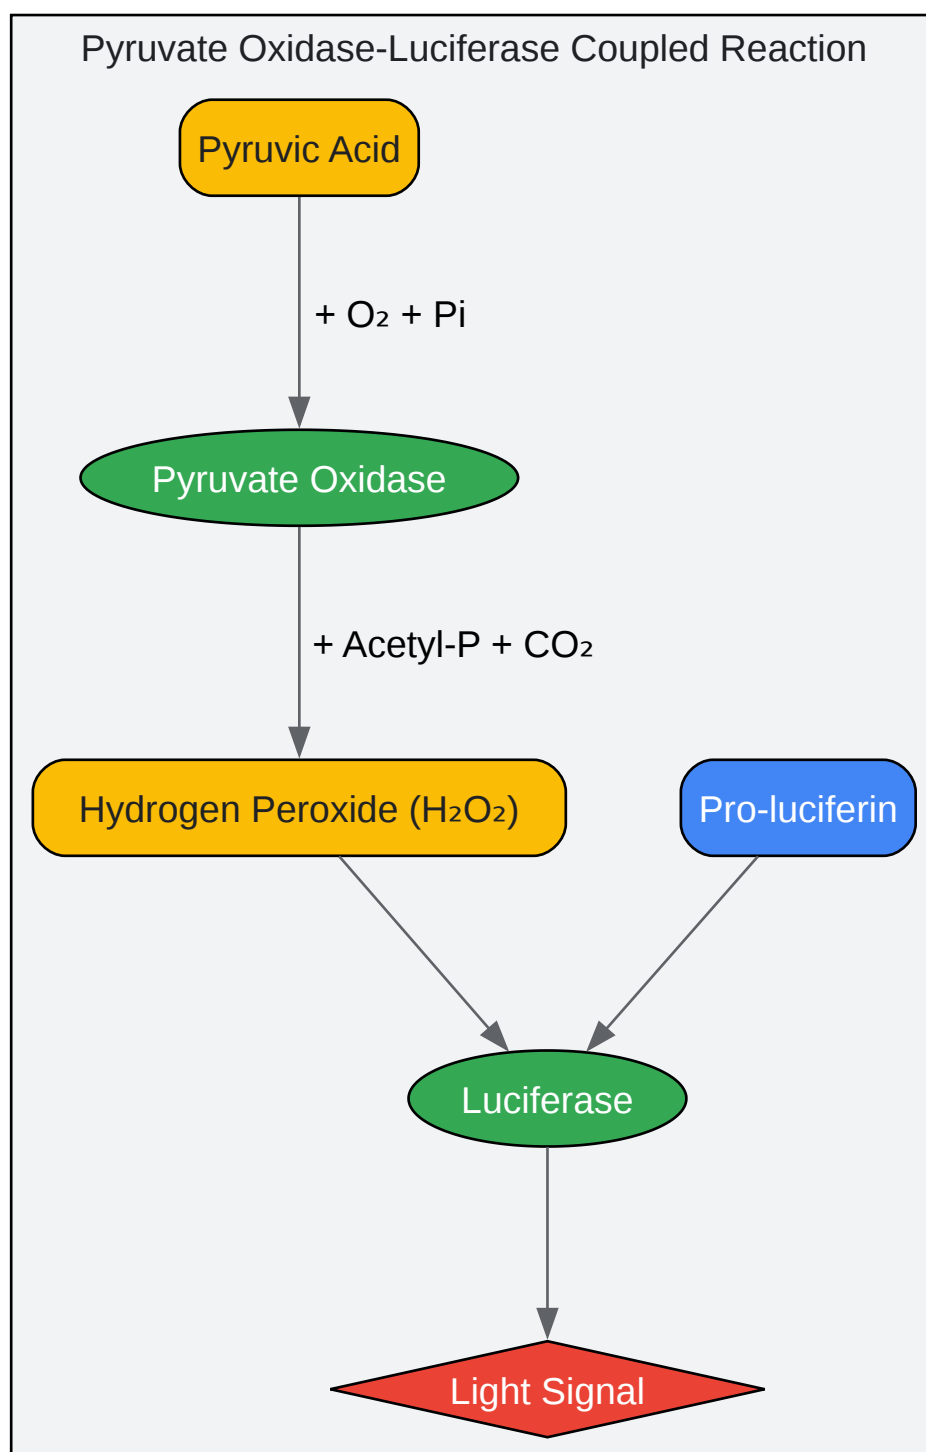 Pyruvate Oxidase-Luciferase Coupled Reaction
Pyruvic Acid
+ O₂ + Pi
Pyruvate Oxidase
+ Acetyl-P + CO₂
Hydrogen Peroxide (H₂O₂)
Pro-luciferin
Luciferase
Light Signal